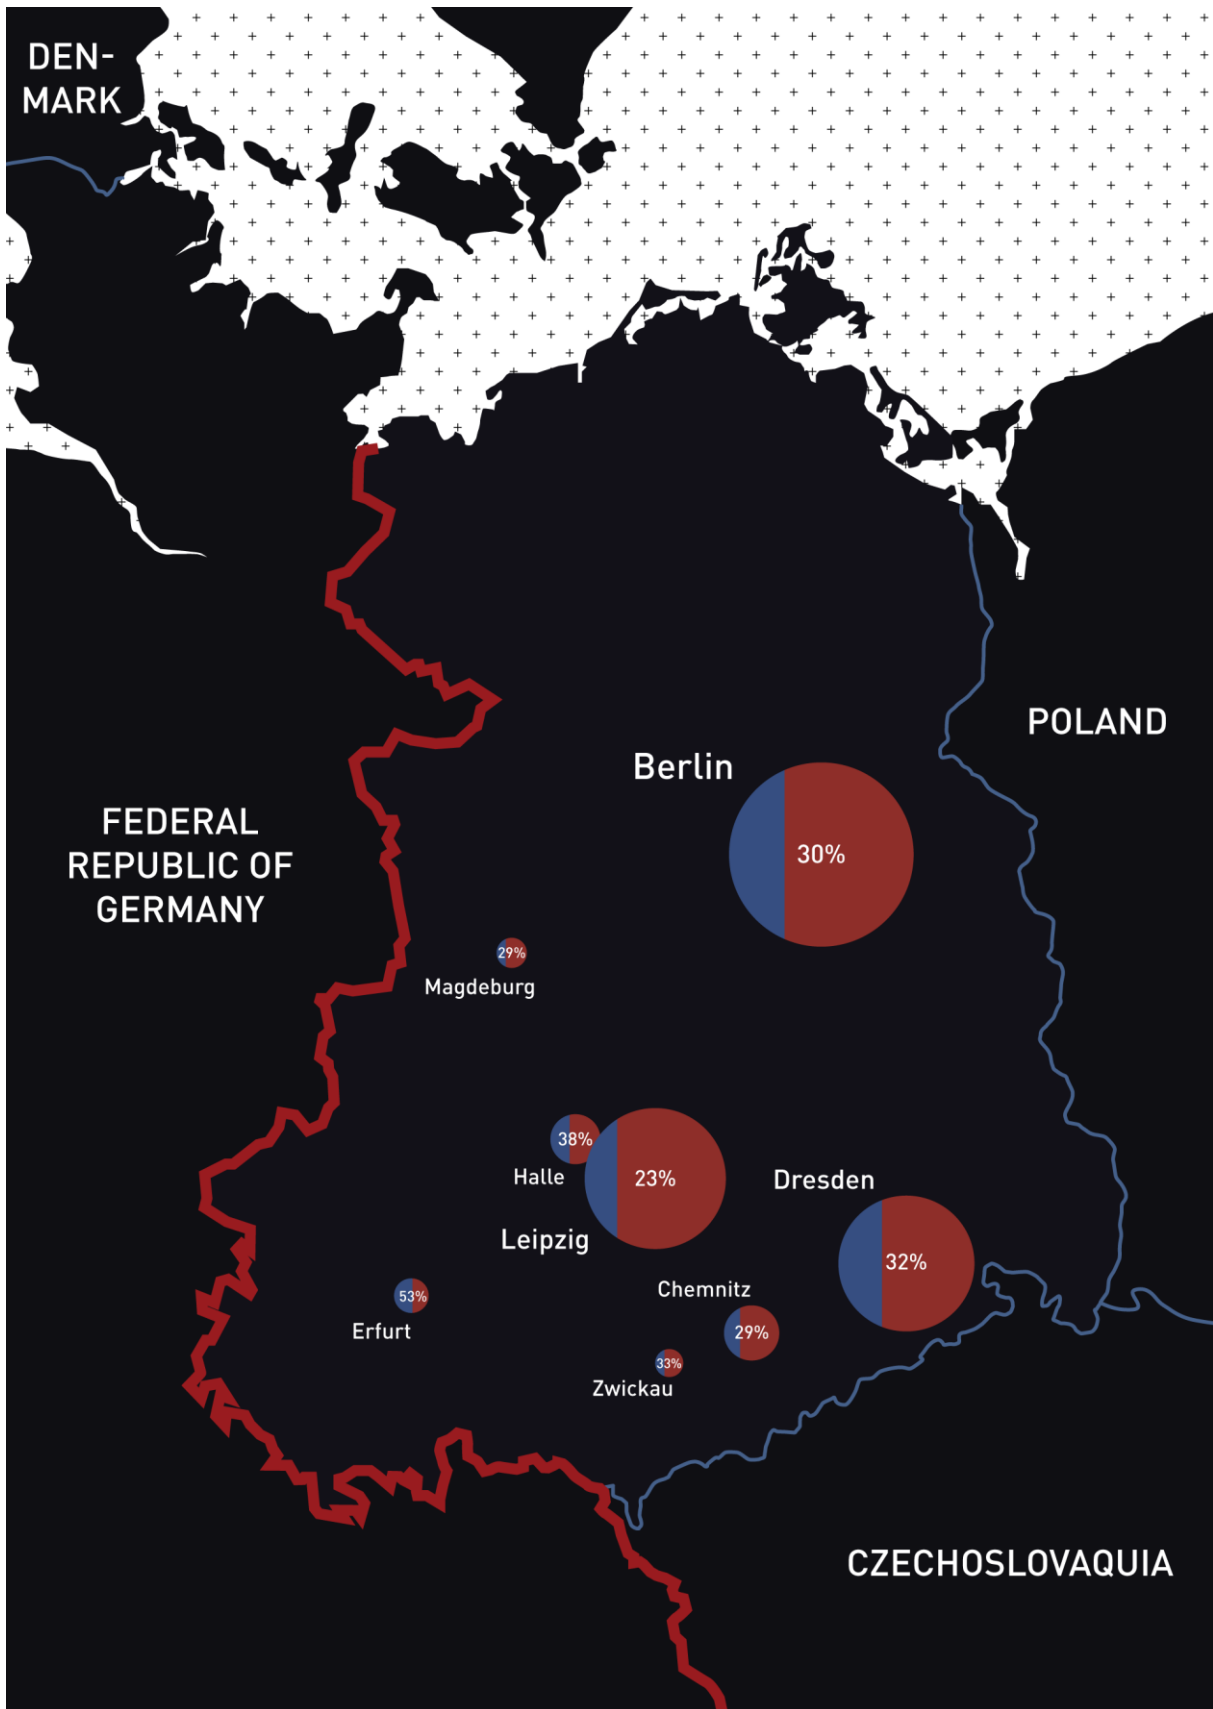 DEN-
MARK
POLAND
Berlin
30%
FEDERAL
REPUBLIC OF
GERMANY
29%
Magdeburg
38%
Halle
23%
Leipzig
Dresden
32%
Chemnitz
29%
53%
Erfurt
33%
Zwickau
CZECHOSLOVAQUIA